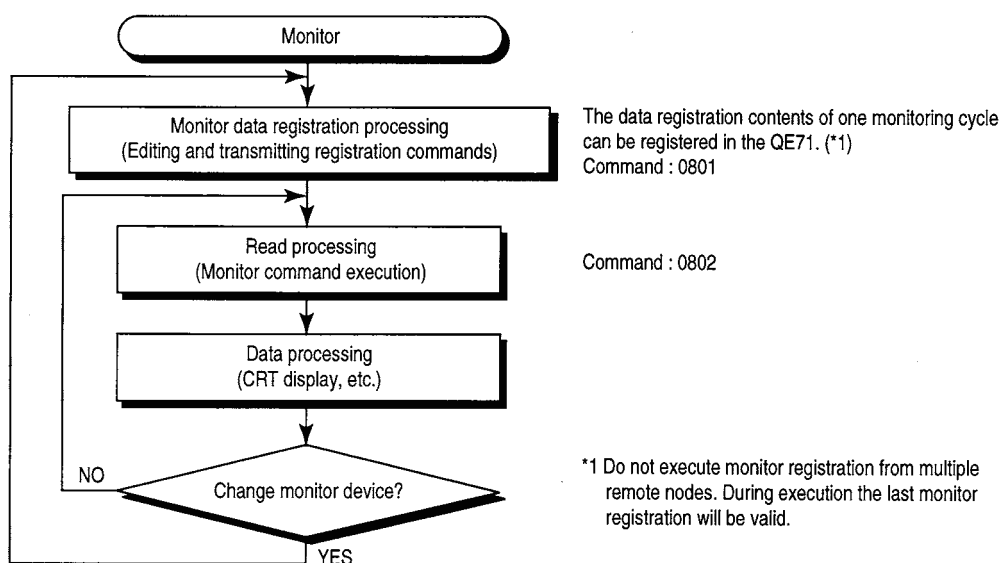 Monitor
Monitor data registration processing
(Editing and transmitting registration commands)
The data registration contents of one monitoring cycle
can be registered in the QE71. (*1)
Command : 0801
Read processing
(Monitor command execution)
Command : 0802
Data processing
(CRT display, etc.)
NO
Change monitor device?
YES
*1 Do not execute monitor registration from multiple
remote nodes. During execution the last monitor
registration will be valid.